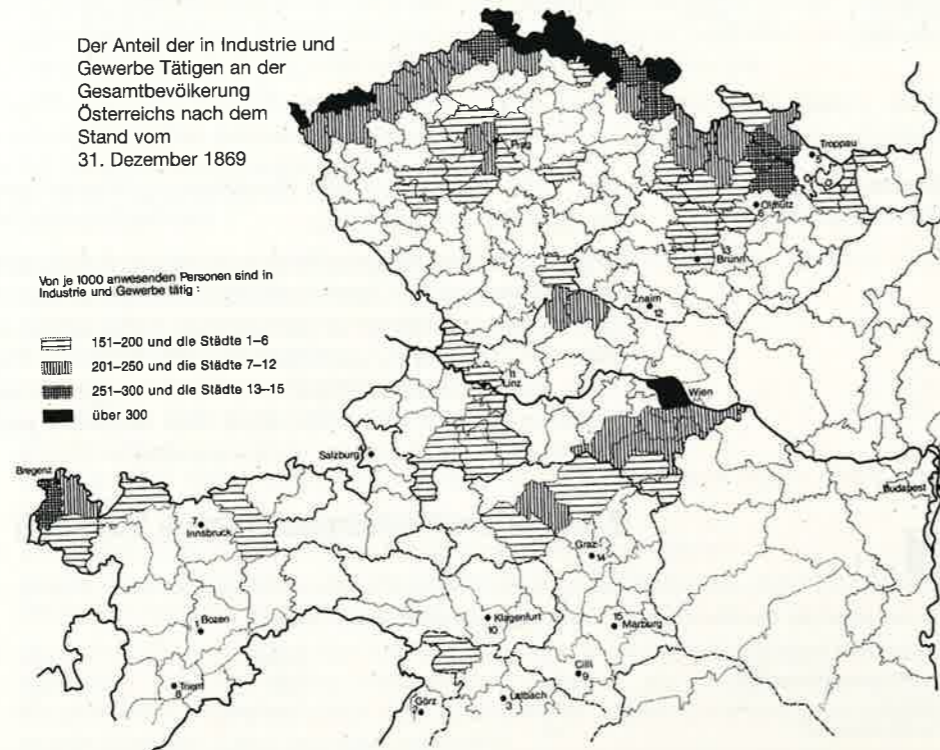 Der Anteil der in Industrie und
Gewerbe Tätigen an der
Gesamtbevölkerung
Österreichs nach dem
Stand vom
31. Dezember 1869
Von je 1000 anwesenden Personen sind in
Industrie und Gewerbe tätig :
151–200 und die Städte 1–6
201–250 und die Städte 7–12
251–300 und die Städte 13–15
über 300
Prag
Troppau
5
Olmütz
6
13
Brünn
Znaim
12
11
Linz
Wien
Salzburg
Bregenz
Budapest
7
Innsbruck
Graz
14
Bozen
1
Klagenfurt
10
15
Marburg
Trient
8
Cilli
9
Görz
2
Laibach
3